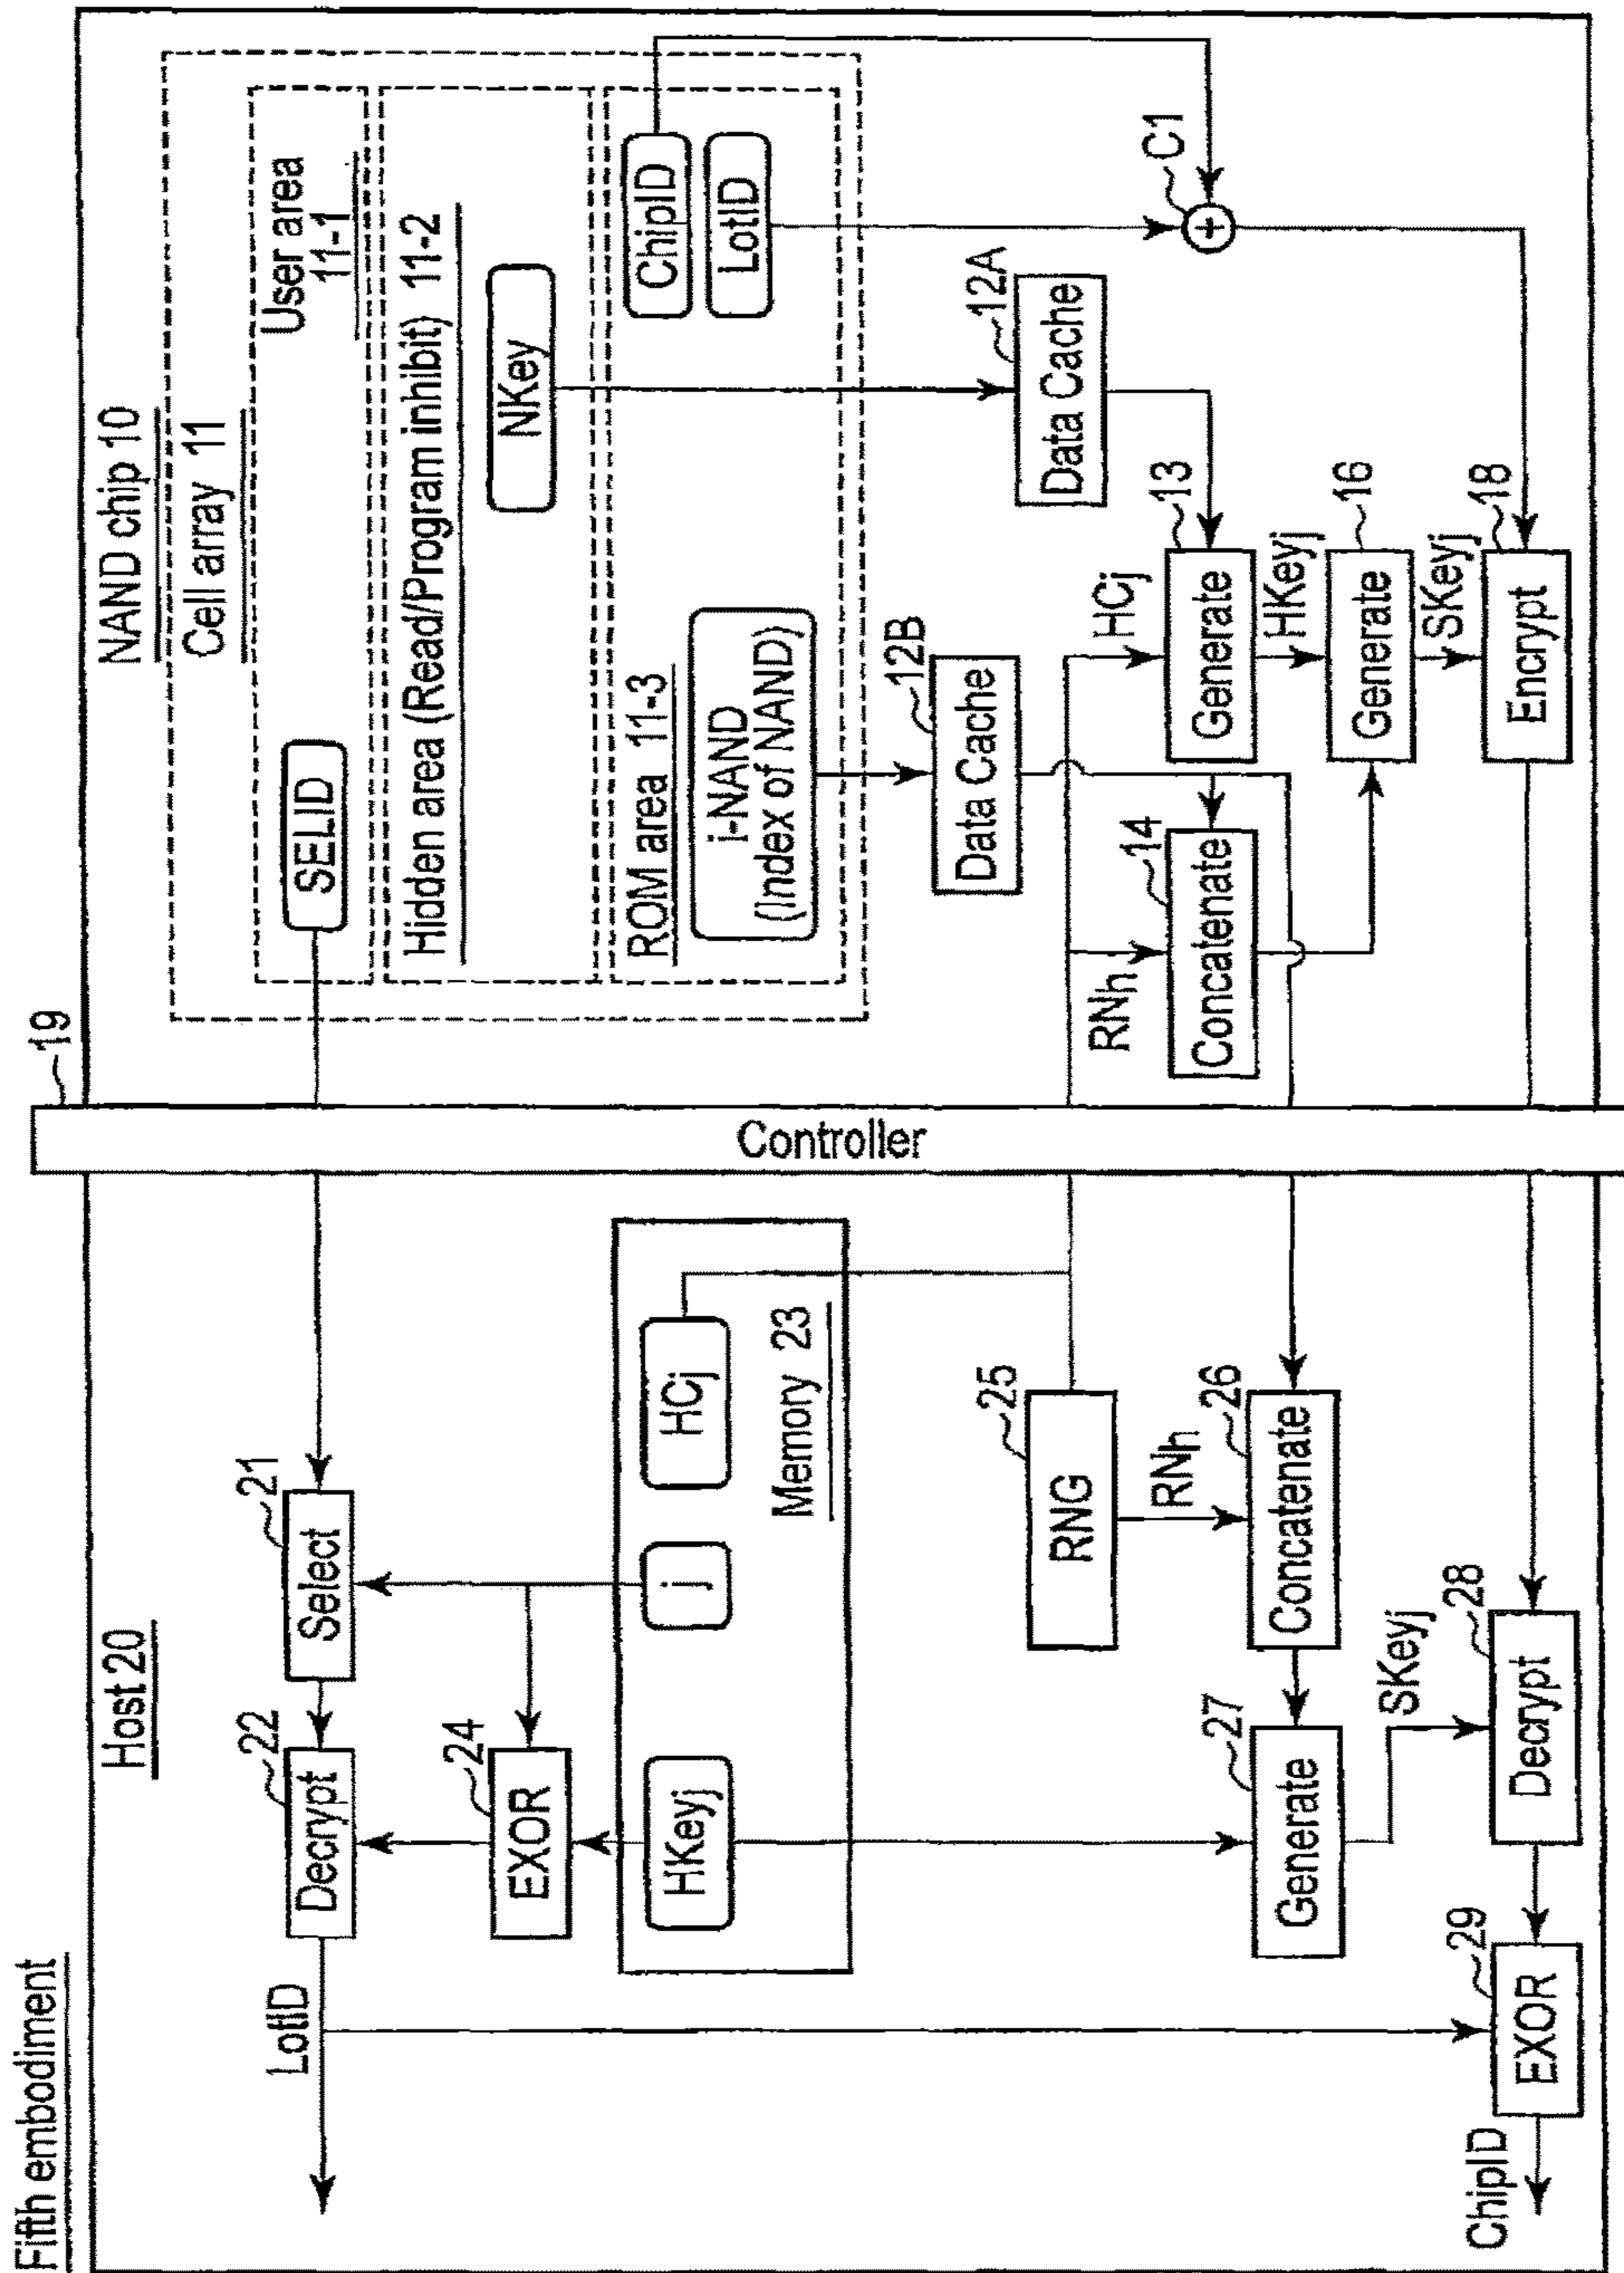 Fifth embodiment
Host 20
LotID
Decrypt
22
Select
21
EXOR
24
HKeyj
j
HCj
Memory 23
RNG
25
RNh
Concatenate
26
Generate
27
SKeyj
Decrypt
28
EXOR
29
ChipID
Controller
19
NAND chip 10
Cell array 11
SELID
User area
11-1
Hidden area (Read/Program inhibit) 11-2
NKey
ROM area 11-3
i-NAND
(Index of NAND)
ChipID
LotID
12B
Data Cache
12A
Data Cache
C1
+
RNh
14
Concatenate
HCj
13
Generate
HKeyj
16
Generate
SKeyj
18
Encrypt